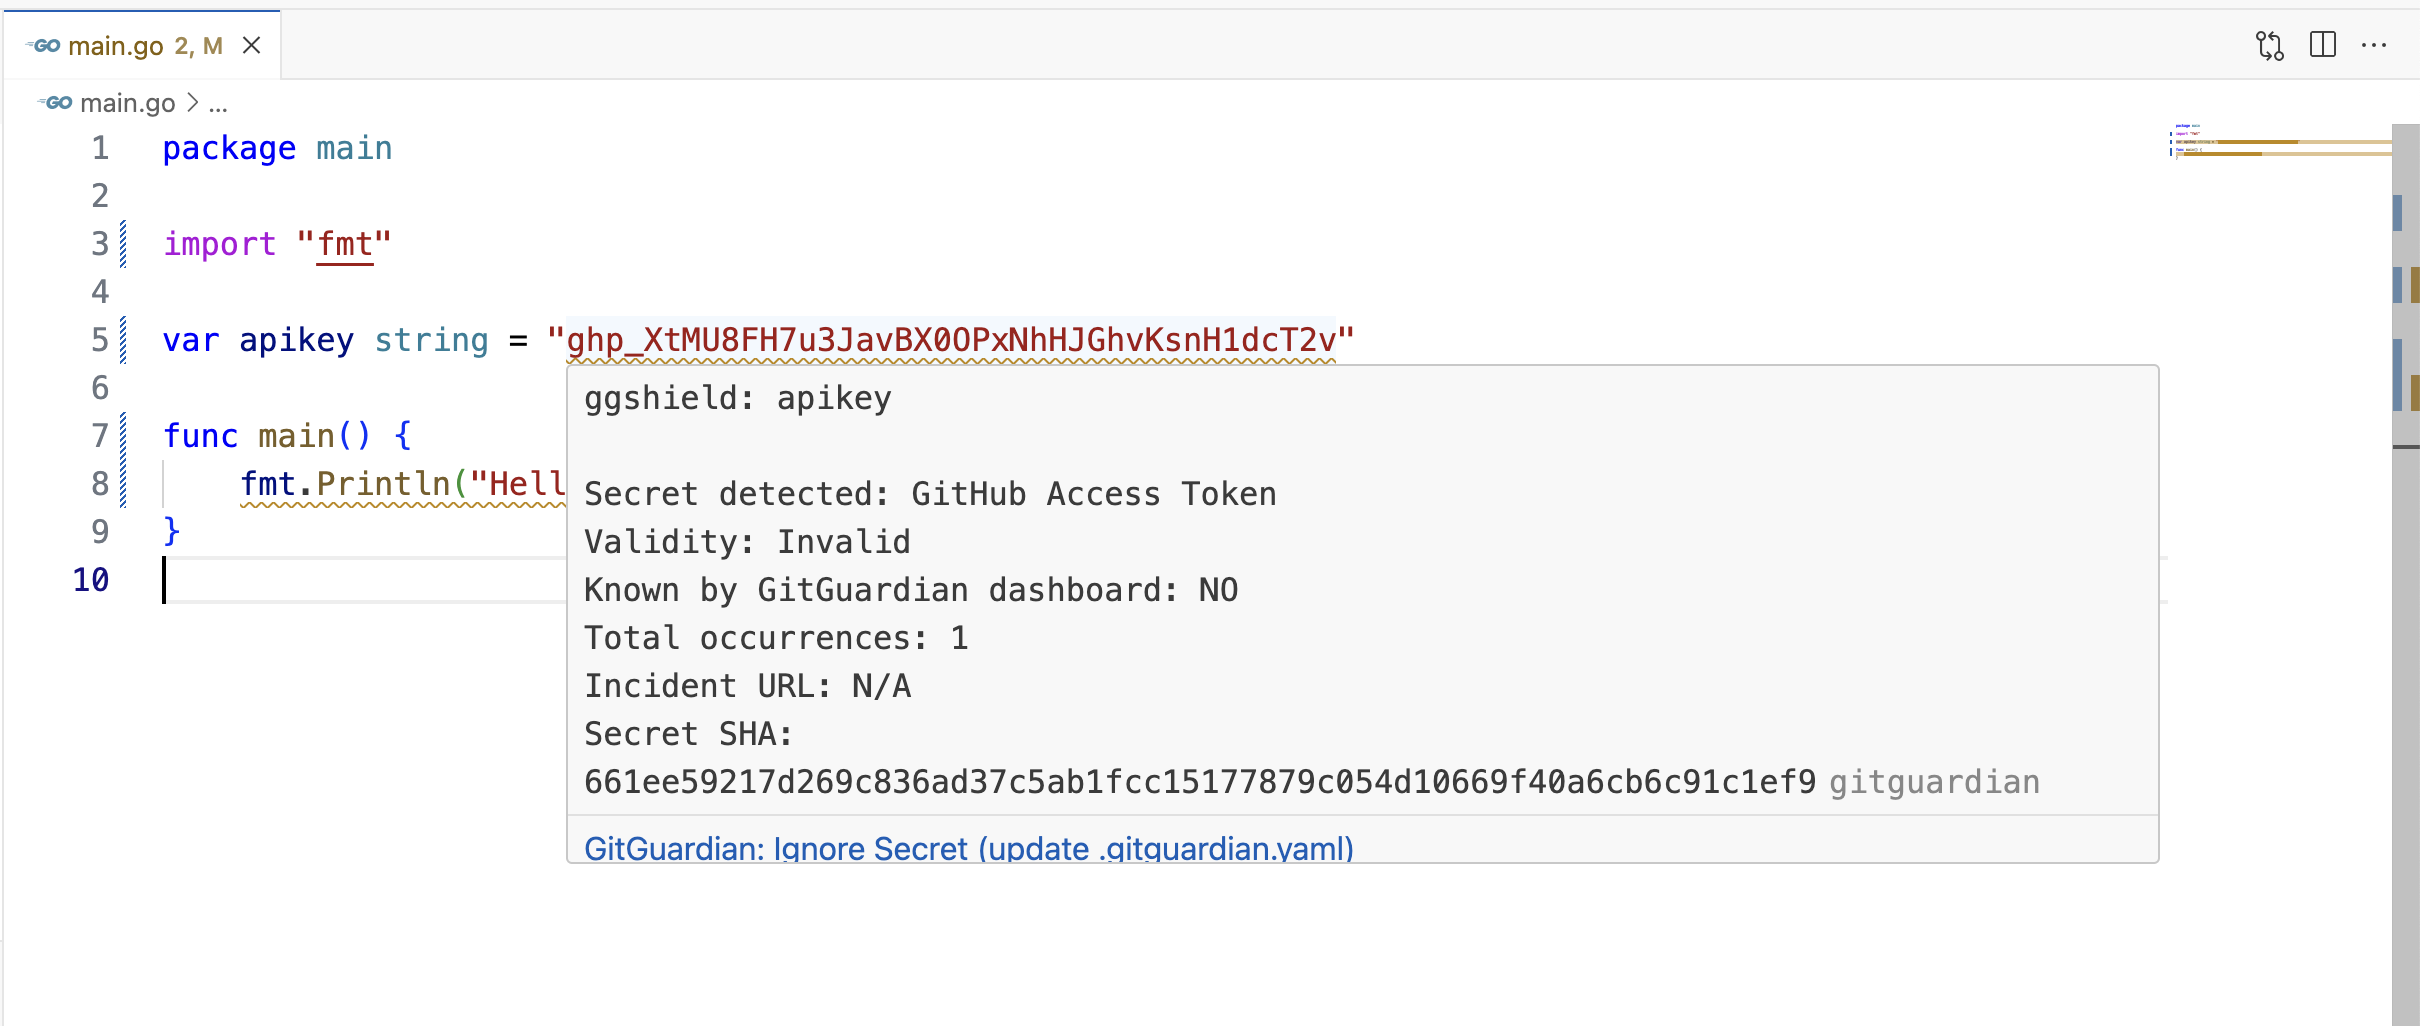 GO main.go 2, M
GO main.go > ...
1 package main
2
3 import "fmt"
4
5 var apikey string = "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"
6
7 func main() {
8 fmt.Println("Hell
9 }
10
ggshield: apikey
Secret detected: GitHub Access Token
Validity: Invalid
Known by GitGuardian dashboard: NO
Total occurrences: 1
Incident URL: N/A
Secret SHA:
661ee59217d269c836ad37c5ab1fcc15177879c054d10669f40a6cb6c91c1ef9 gitguardian
GitGuardian: Ignore Secret (update .gitguardian.yaml)